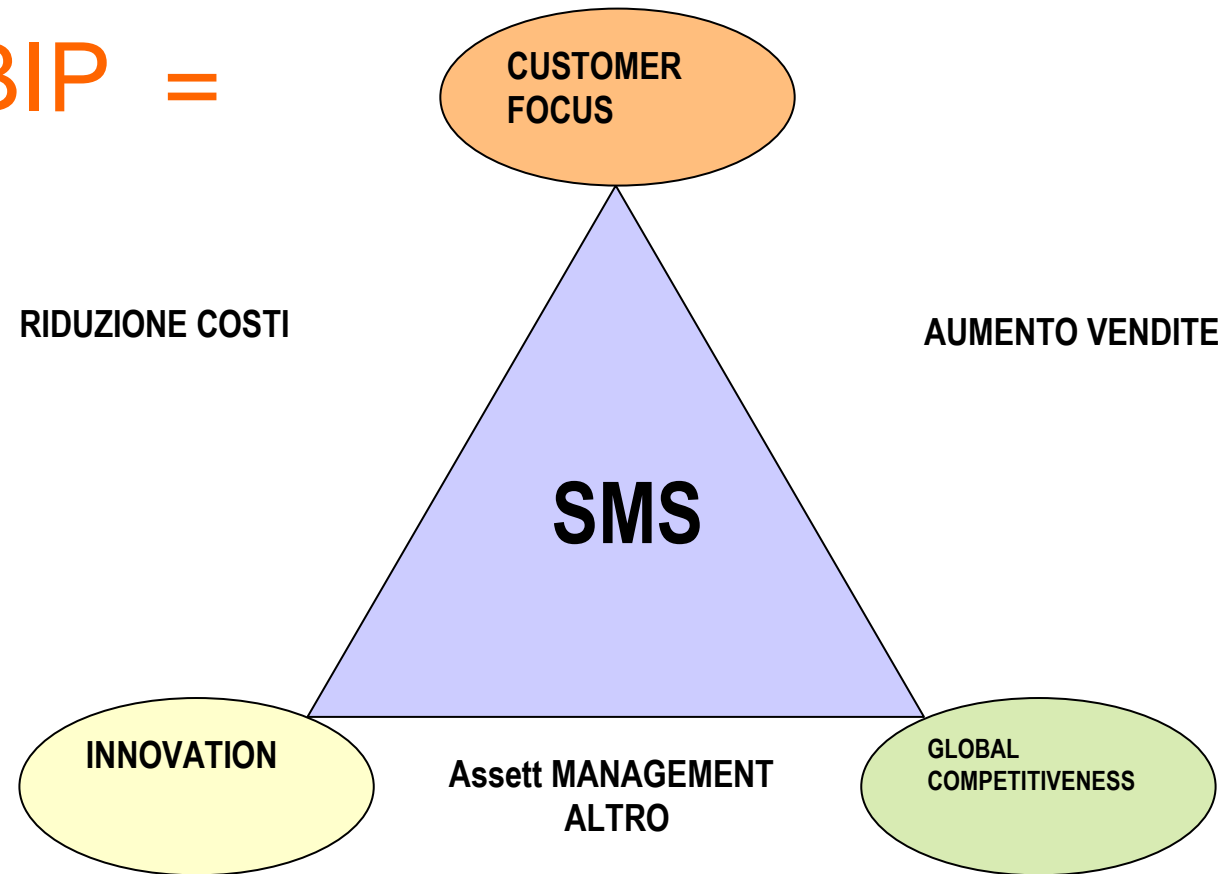 BIP =
CUSTOMER
FOCUS
RIDUZIONE COSTI
AUMENTO VENDITE
SMS
INNOVATION
Assett MANAGEMENT
ALTRO
GLOBAL
COMPETITIVENESS